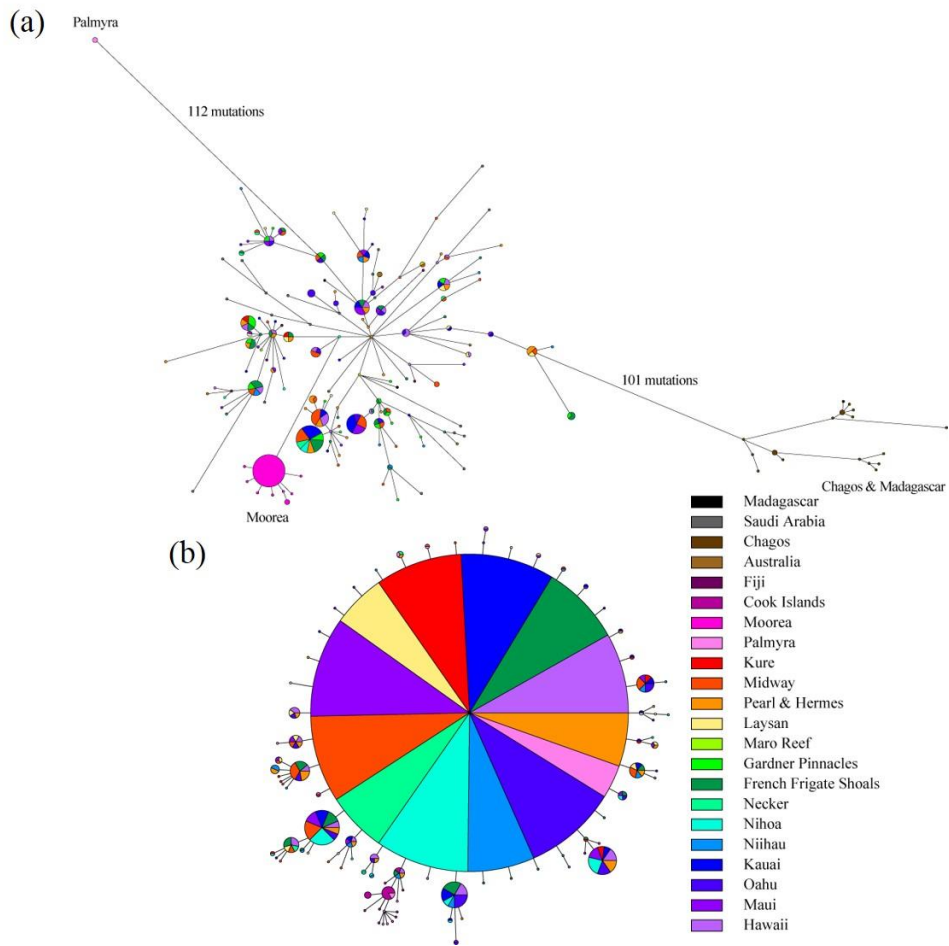 (a)
Palmyra
112 mutations
101 mutations
Moorea
Chagos & Madagascar
(b)
Madagascar
Saudi Arabia
Chagos
Australia
Fiji
Cook Islands
Moorea
Palmyra
Kure
Midway
Pearl & Hermes
Laysan
Maro Reef
Gardner Pinnacles
French Frigate Shoals
Necker
Nihoa
Niihau
Kauai
Oahu
Maui
Hawaii